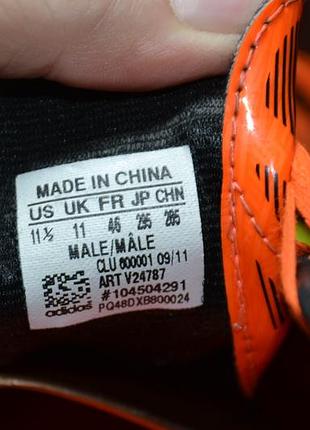 MADE IN CHINA
US UK FR JP CHN
11½ 11 46 295 285
MALE/MÂLE
CLU 600001 09/11
ART V24787
#104504291
PQ48DXB800024
adidas